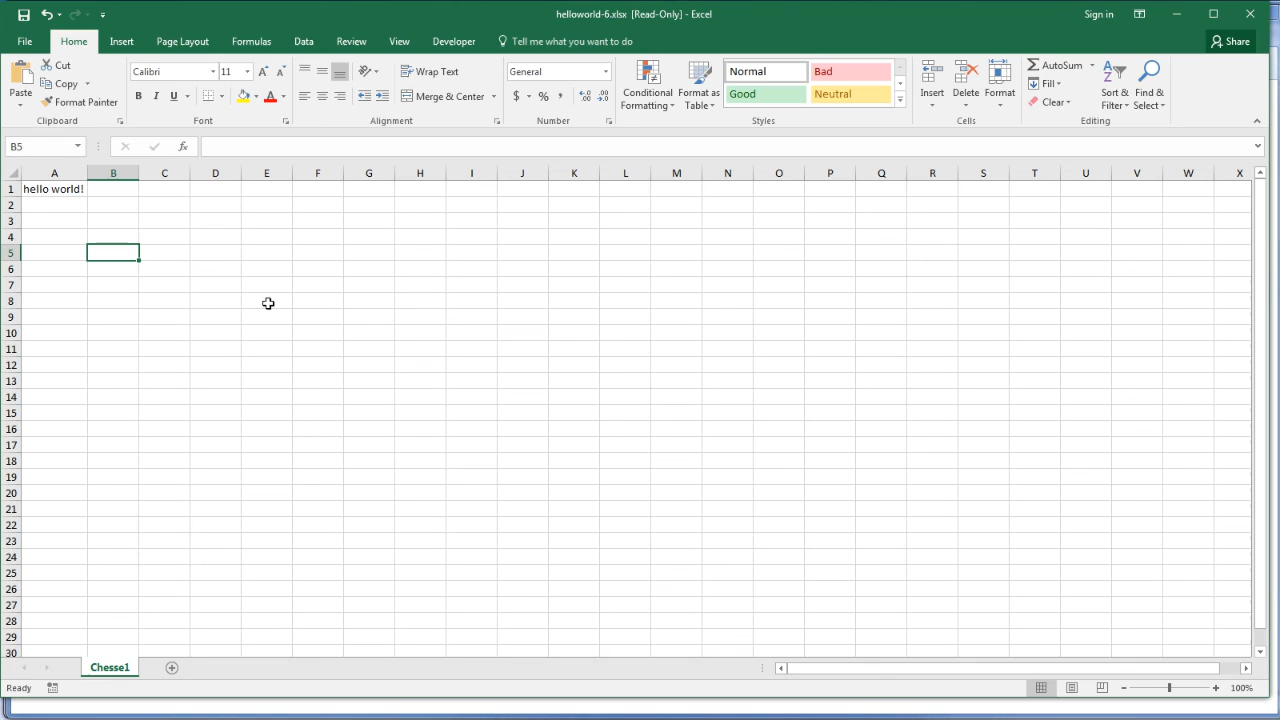 helloworld-6.xlsx [Read-Only] - Excel
Sign in
File Home Insert Page Layout Formulas Data Review View Developer Tell me what you want to do Share
Paste
Cut
Copy
Format Painter
Clipboard
Calibri 11
B I U
Font
Wrap Text
Merge & Center
Alignment
General
$ % ,
Number
Conditional Formatting
Format as Table
Normal Bad
Good Neutral
Styles
Insert Delete Format
Cells
AutoSum
Fill
Clear
Sort & Filter
Find & Select
Editing
B5 fx
A B C D E F G H I J K L M N O P Q R S T U V W X
1 hello world!
2
3
4
5
6
7
8
9
10
11
12
13
14
15
16
17
18
19
20
21
22
23
24
25
26
27
28
29
30
Chesse1
Ready 100%